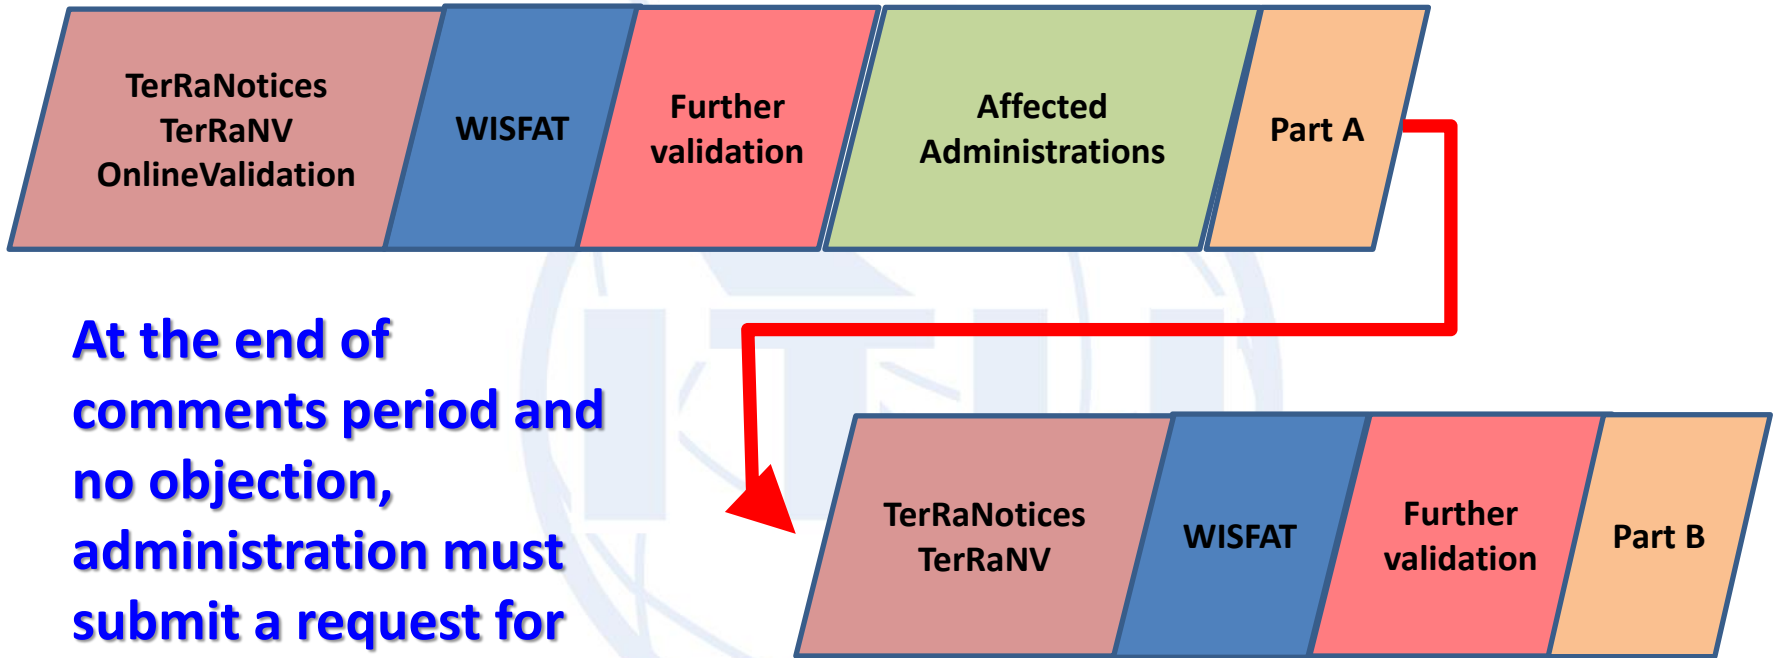 TerRaNotices
TerRaNV
OnlineValidation
WISFAT
Further
validation
Affected
Administrations
Part A
At the end of
comments period and
no objection,
administration must
submit a request for
TerRaNotices
TerRaNV
WISFAT
Further
validation
Part B
ITU